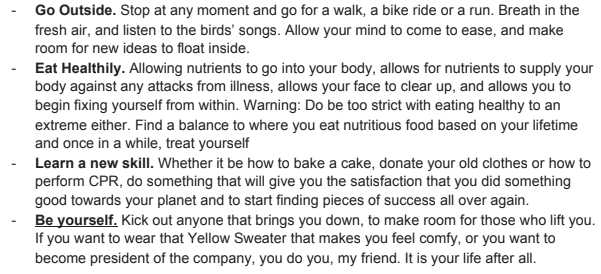 - Go Outside. Stop at any moment and go for a walk, a bike ride or a run. Breath in the
fresh air, and listen to the birds’ songs. Allow your mind to come to ease, and make
room for new ideas to float inside.
- Eat Healthily. Allowing nutrients to go into your body, allows for nutrients to supply your
body against any attacks from illness, allows your face to clear up, and allows you to
begin fixing yourself from within. Warning: Do be too strict with eating healthy to an
extreme either. Find a balance to where you eat nutritious food based on your lifetime
and once in a while, treat yourself
- Learn a new skill. Whether it be how to bake a cake, donate your old clothes or how to
perform CPR, do something that will give you the satisfaction that you did something
good towards your planet and to start finding pieces of success all over again.
- Be yourself. Kick out anyone that brings you down, to make room for those who lift you.
If you want to wear that Yellow Sweater that makes you feel comfy, or you want to
become president of the company, you do you, my friend. It is your life after all.